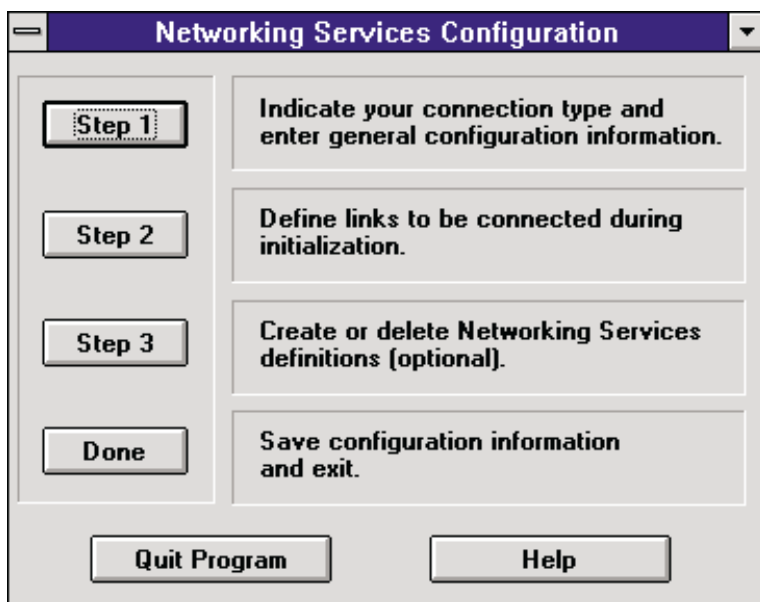 Networking Services Configuration
Step 1
Indicate your connection type and
enter general configuration information.
Step 2
Define links to be connected during
initialization.
Step 3
Create or delete Networking Services
definitions (optional).
Done
Save configuration information
and exit.
Quit Program
Help